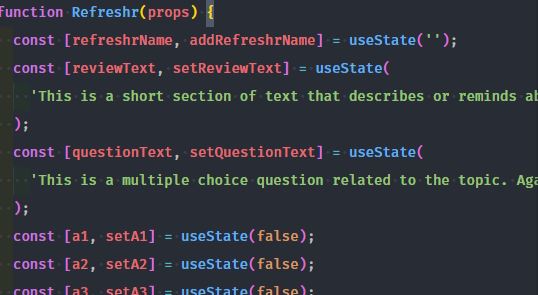 function Refreshr(props) {
const [refreshrName, addRefreshrName] = useState('');
const [reviewText, setReviewText] = useState(
'This is a short section of text that describes or reminds ab
);
const [questionText, setQuestionText] = useState(
'This is a multiple choice question related to the topic. Aga
);
const [a1, setA1] = useState(false);
const [a2, setA2] = useState(false);
const [a3, setA3] = useState(false);